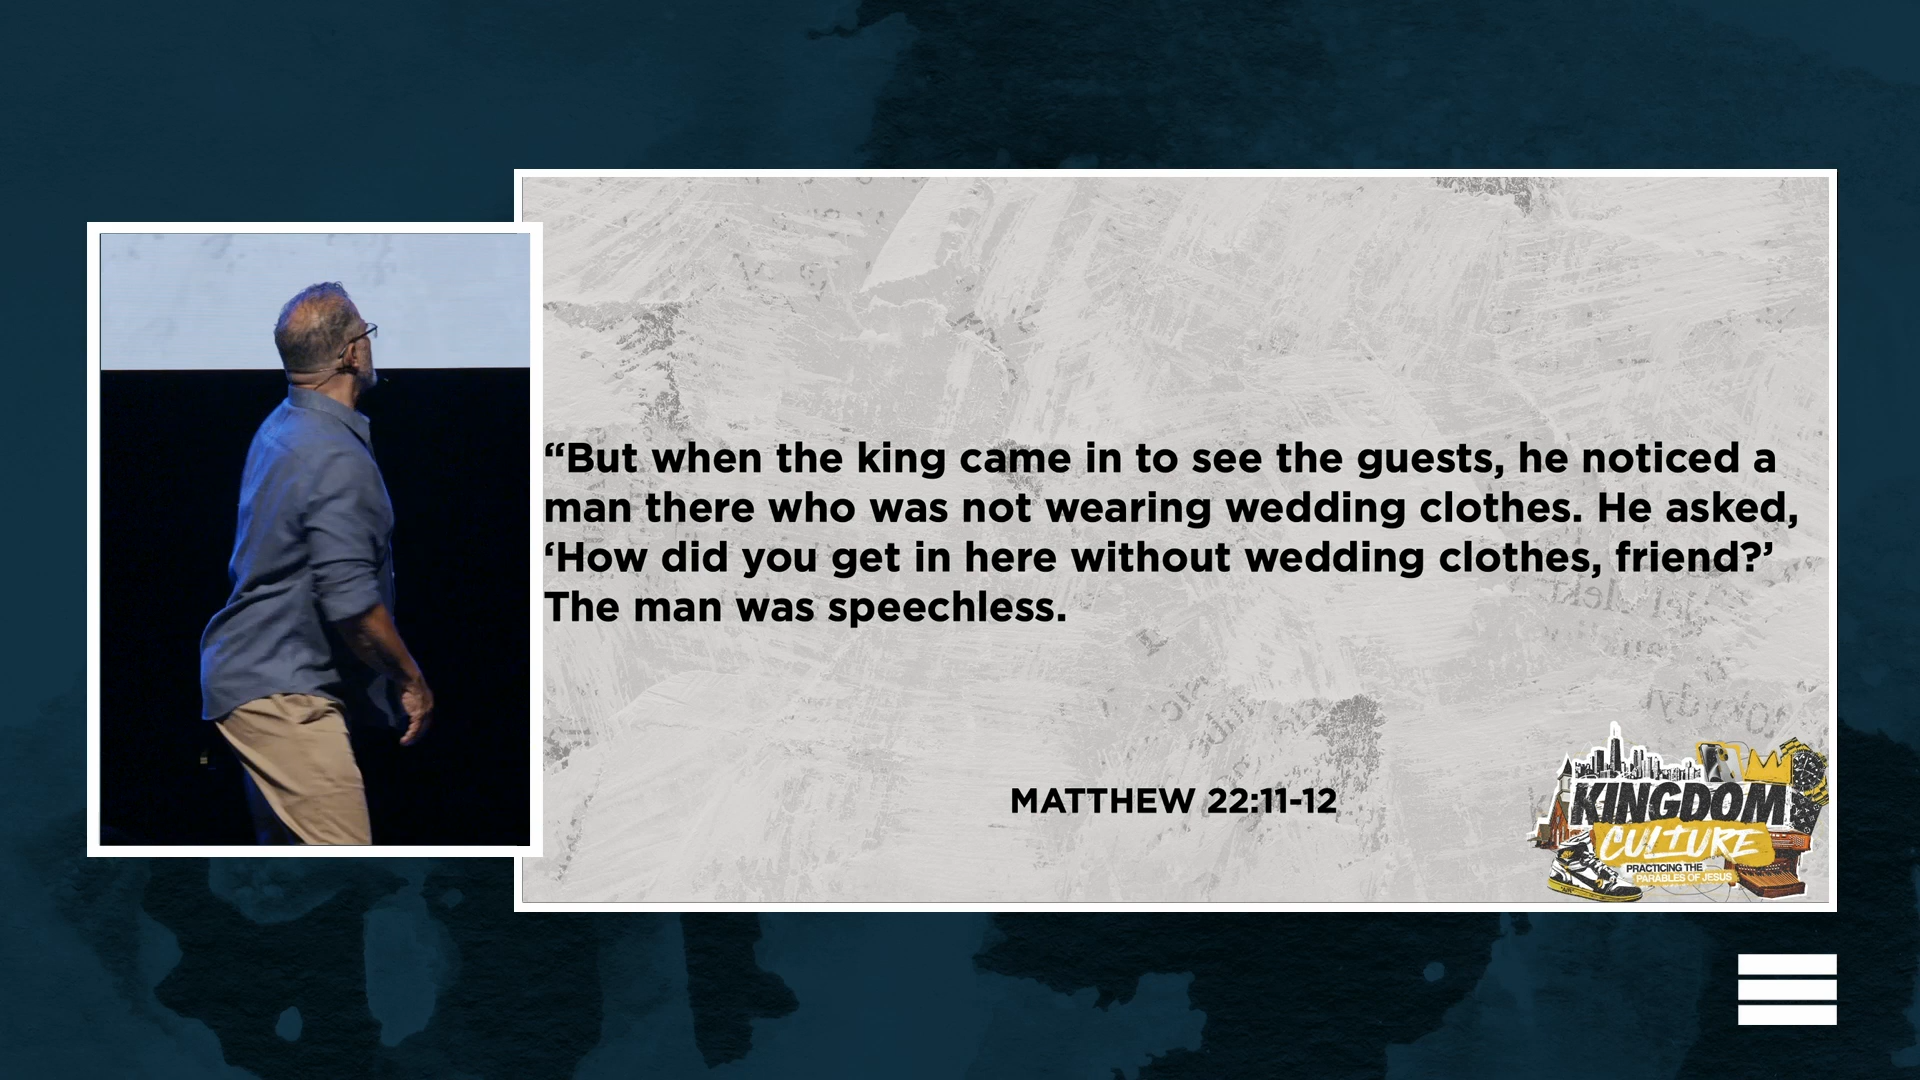 “But when the king came in to see the guests, he noticed a
man there who was not wearing wedding clothes. He asked,
‘How did you get in here without wedding clothes, friend?’
The man was speechless.
MATTHEW 22:11-12
KINGDOM
CULTURE
PRACTICING THE
PARABLES OF JESUS